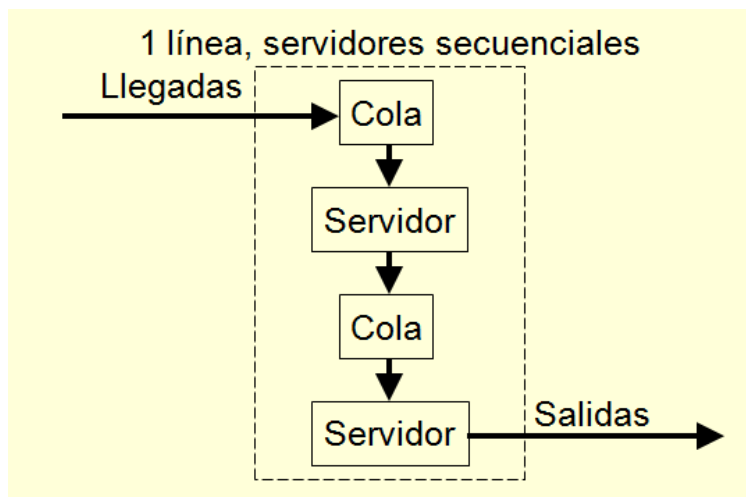 1 línea, servidores secuenciales
Llegadas
Cola
Servidor
Cola
Servidor
Salidas